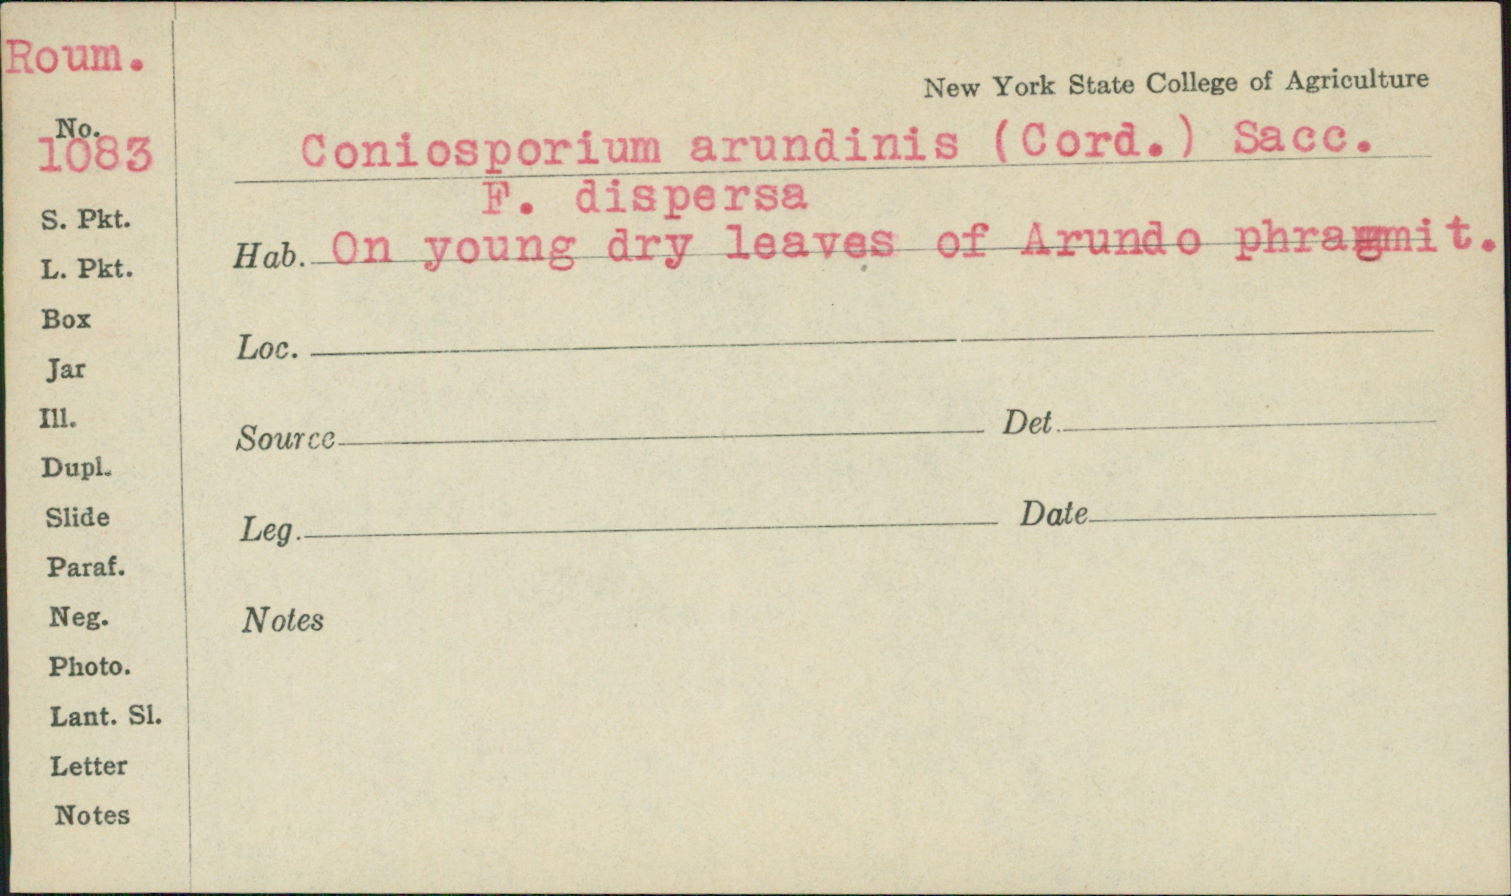 Roum.
New York State College of Agriculture
No.
1083
Coniosporium arundinis (Cord.) Sacc.
F. dispersa
S. Pkt.
Hab. On young dry leaves of Arundo phragmit.
L. Pkt.
Box
Loc.
Jar
Ill.
Source Det.
Dupl.
Slide
Leg. Date
Paraf.
Neg.
Notes
Photo.
Lant. Sl.
Letter
Notes